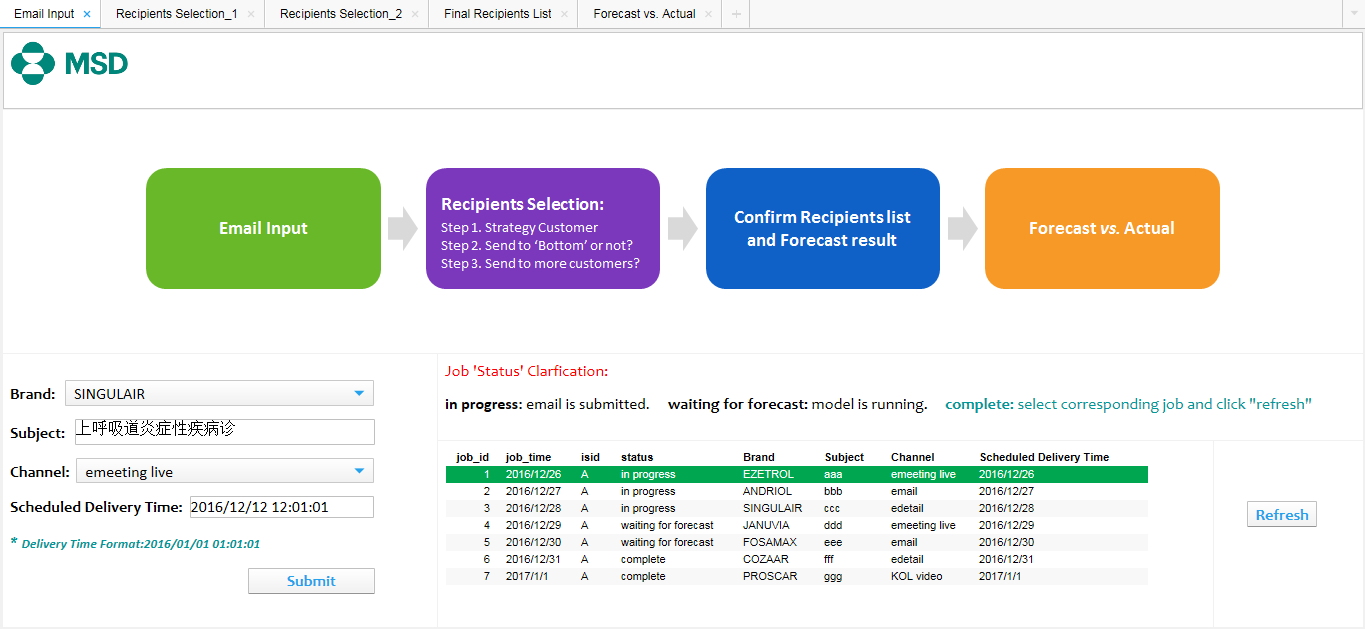 Email Input × Recipients Selection_1 × Recipients Selection_2 × Final Recipients List × Forecast vs. Actual × +
MSD
Email Input
Recipients Selection:
Step 1. Strategy Customer
Step 2. Send to ‘Bottom’ or not?
Step 3. Send to more customers?
Confirm Recipients list
and Forecast result
Forecast vs. Actual
Brand: SINGULAIR
Subject: 上呼吸道炎症性疾病诊
Channel: emeeting live
Scheduled Delivery Time: 2016/12/12 12:01:01
* Delivery Time Format:2016/01/01 01:01:01
Submit
Job 'Status' Clarfication:
in progress: email is submitted. waiting for forecast: model is running. complete: select corresponding job and click "refresh"
job_id job_time isid status Brand Subject Channel Scheduled Delivery Time
1 2016/12/26 A in progress EZETROL aaa emeeting live 2016/12/26
2 2016/12/27 A in progress ANDRIOL bbb email 2016/12/27
3 2016/12/28 A in progress SINGULAIR ccc edetail 2016/12/28
4 2016/12/29 A waiting for forecast JANUVIA ddd emeeting live 2016/12/29
5 2016/12/30 A waiting for forecast FOSAMAX eee email 2016/12/30
6 2016/12/31 A complete COZAAR fff edetail 2016/12/31
7 2017/1/1 A complete PROSCAR ggg KOL video 2017/1/1
Refresh